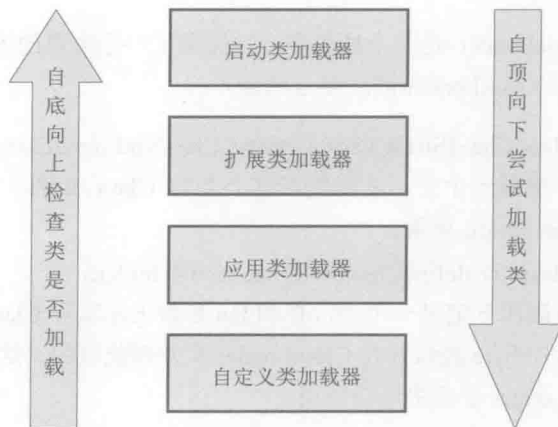 自底向上检查类是否加载
启动类加载器
扩展类加载器
应用类加载器
自定义类加载器
自顶向下尝试加载类